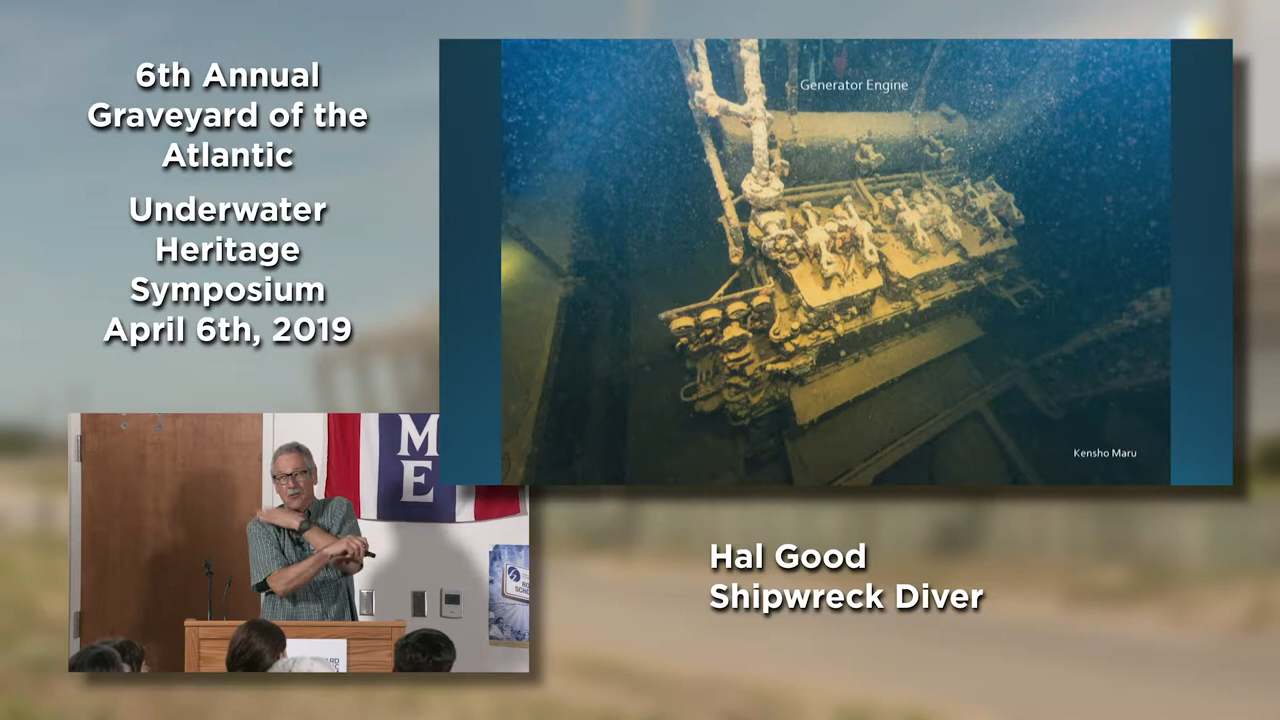 6th Annual
Graveyard of the
Atlantic
Underwater
Heritage
Symposium
April 6th, 2019
Generator Engine
Kensho Maru
M
E
Hal Good
Shipwreck Diver